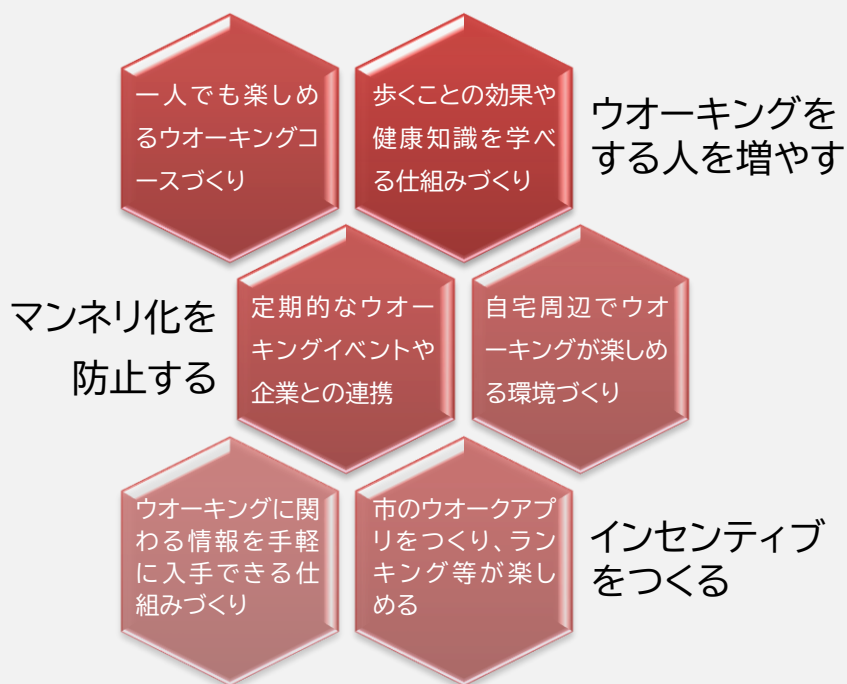 一人でも楽しめ
るウオーキングコ
ースづくり
歩くことの効果や
健康知識を学べ
る仕組みづくり
ウオーキングを
する人を増やす
マンネリ化を
防止する
定期的なウオー
キングイベントや
企業との連携
自宅周辺でウオ
ーキングが楽しめ
る環境づくり
ウオーキングに関
わる情報を手軽
に入手できる仕
組みづくり
市のウオークアプ
リをつくり、ラン
キング等が楽し
める
インセンティブ
をつくる